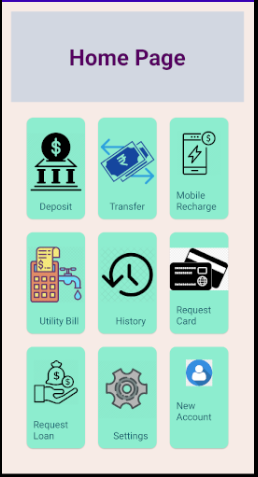 Home Page
Deposit
Transfer
Mobile
Recharge
Utility Bill
History
Request
Card
Request
Loan
Settings
New
Account